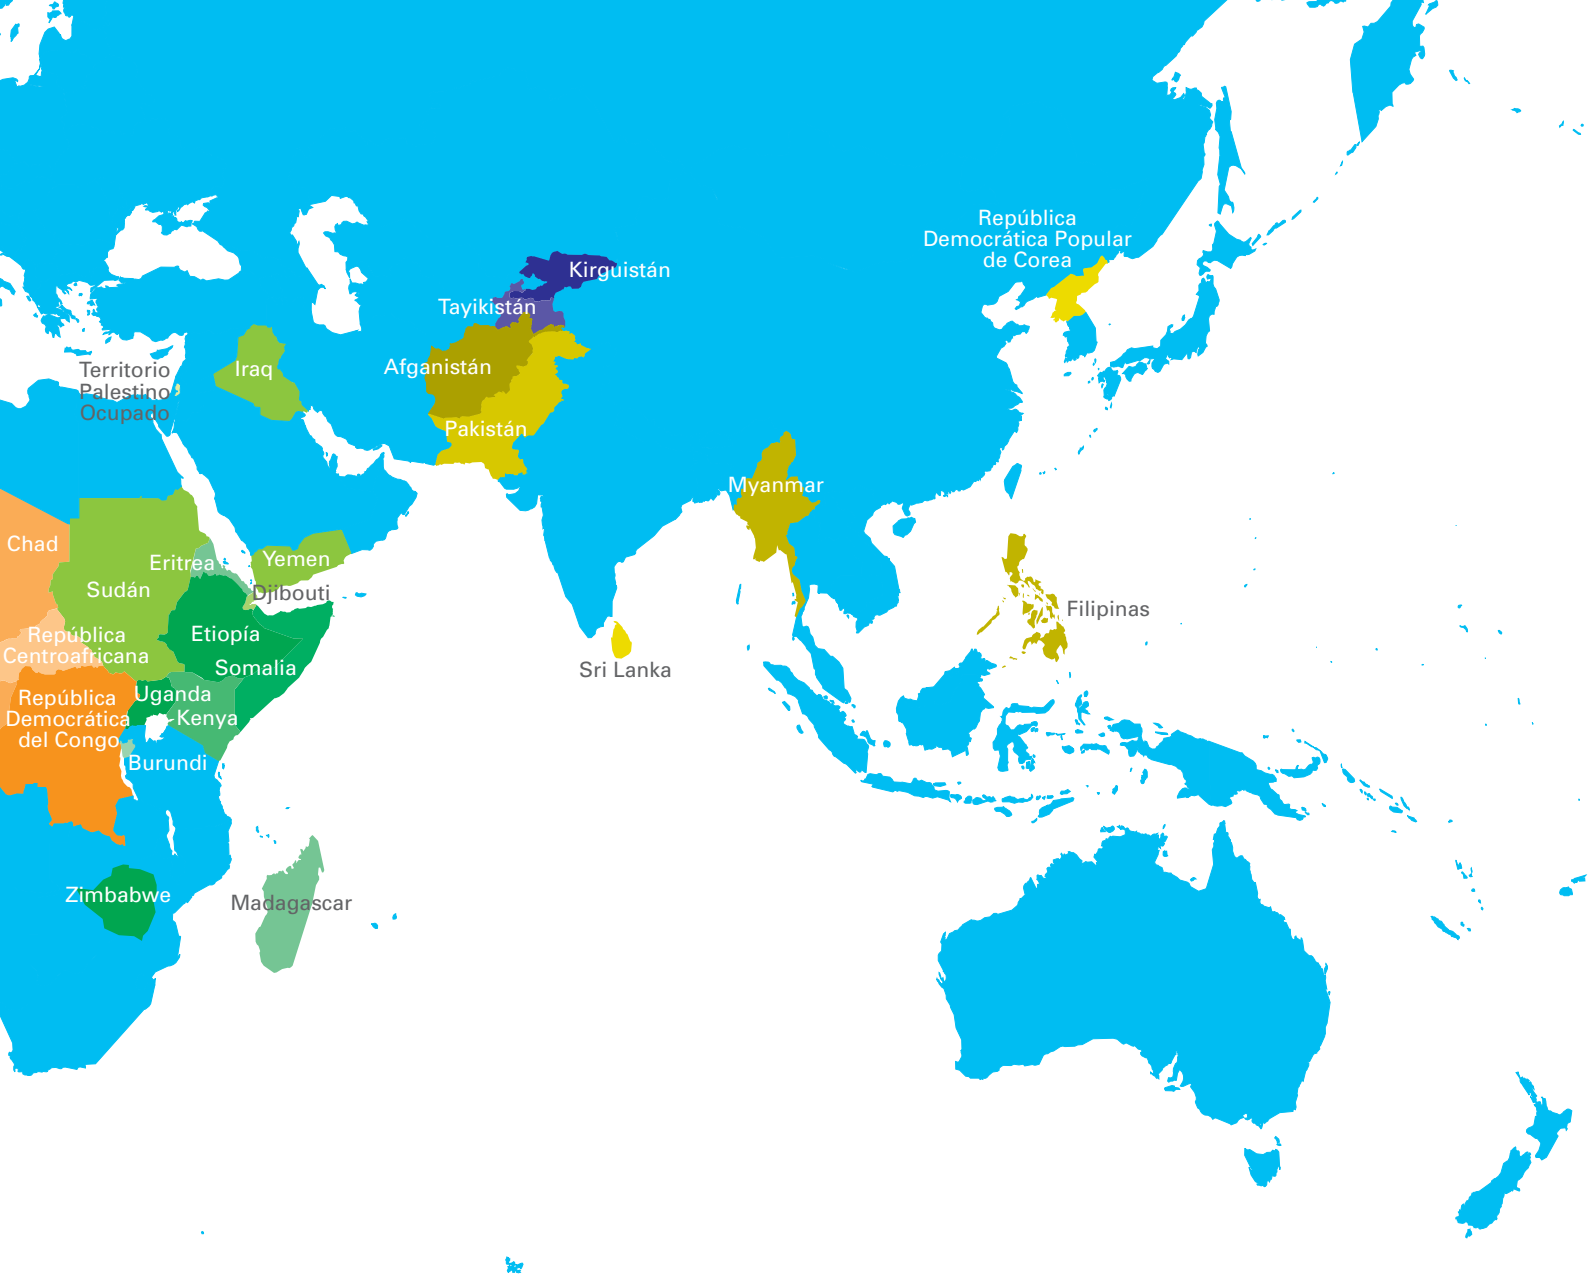 República
Democrática Popular
de Corea
Kirguistán
Tayikistán
Afganistán
Iraq
Territorio
Palestino
Ocupado
Pakistán
Myanmar
Chad
Eritrea
Yemen
Sudán
Djibouti
Filipinas
Etiopía
República
Centroafricana
Somalia
Sri Lanka
Uganda
República
Democrática
del Congo
Kenya
Burundi
Zimbabwe
Madagascar